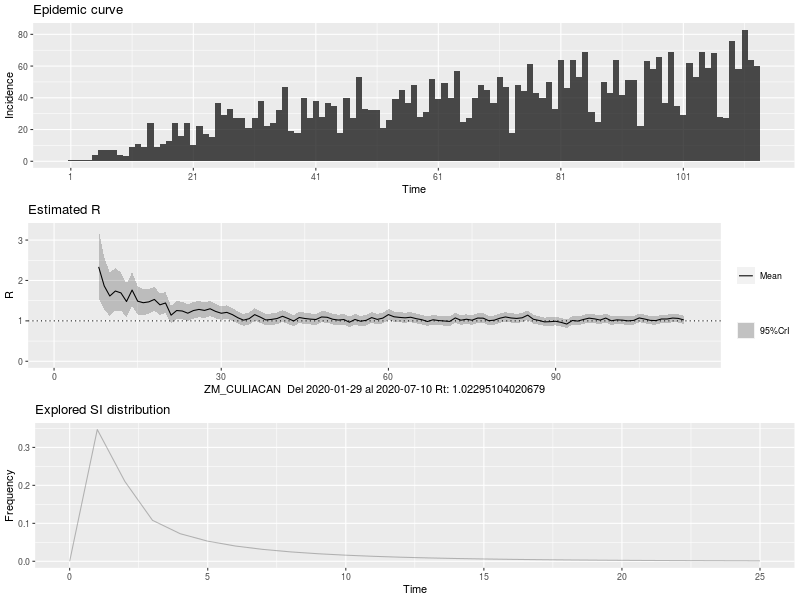 Epidemic curve
80
60
40
20
0
Incidence
1 21 41 61 81 101
Time
Estimated R
3
2
1
0
R
0 30 60 90
ZM_CULIACAN Del 2020-01-29 al 2020-07-10 Rt: 1.02295104020679
Mean
95%CrI
Explored SI distribution
0.3
0.2
0.1
0.0
Frequency
0 5 10 15 20 25
Time